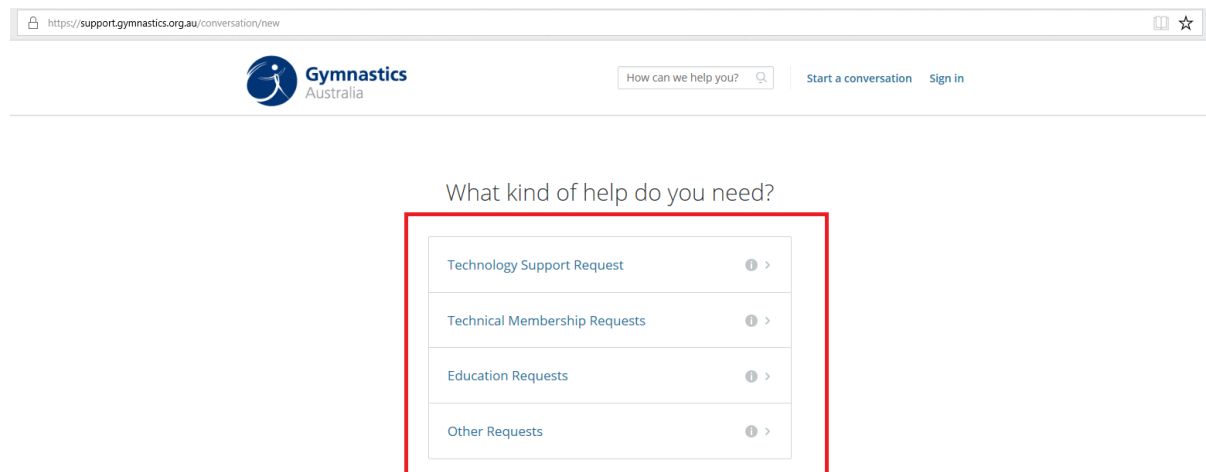 https://support.gymnastics.org.au/conversation/new
Gymnastics
Australia
How can we help you?
Start a conversation
Sign in
What kind of help do you need?
Technology Support Request
Technical Membership Requests
Education Requests
Other Requests